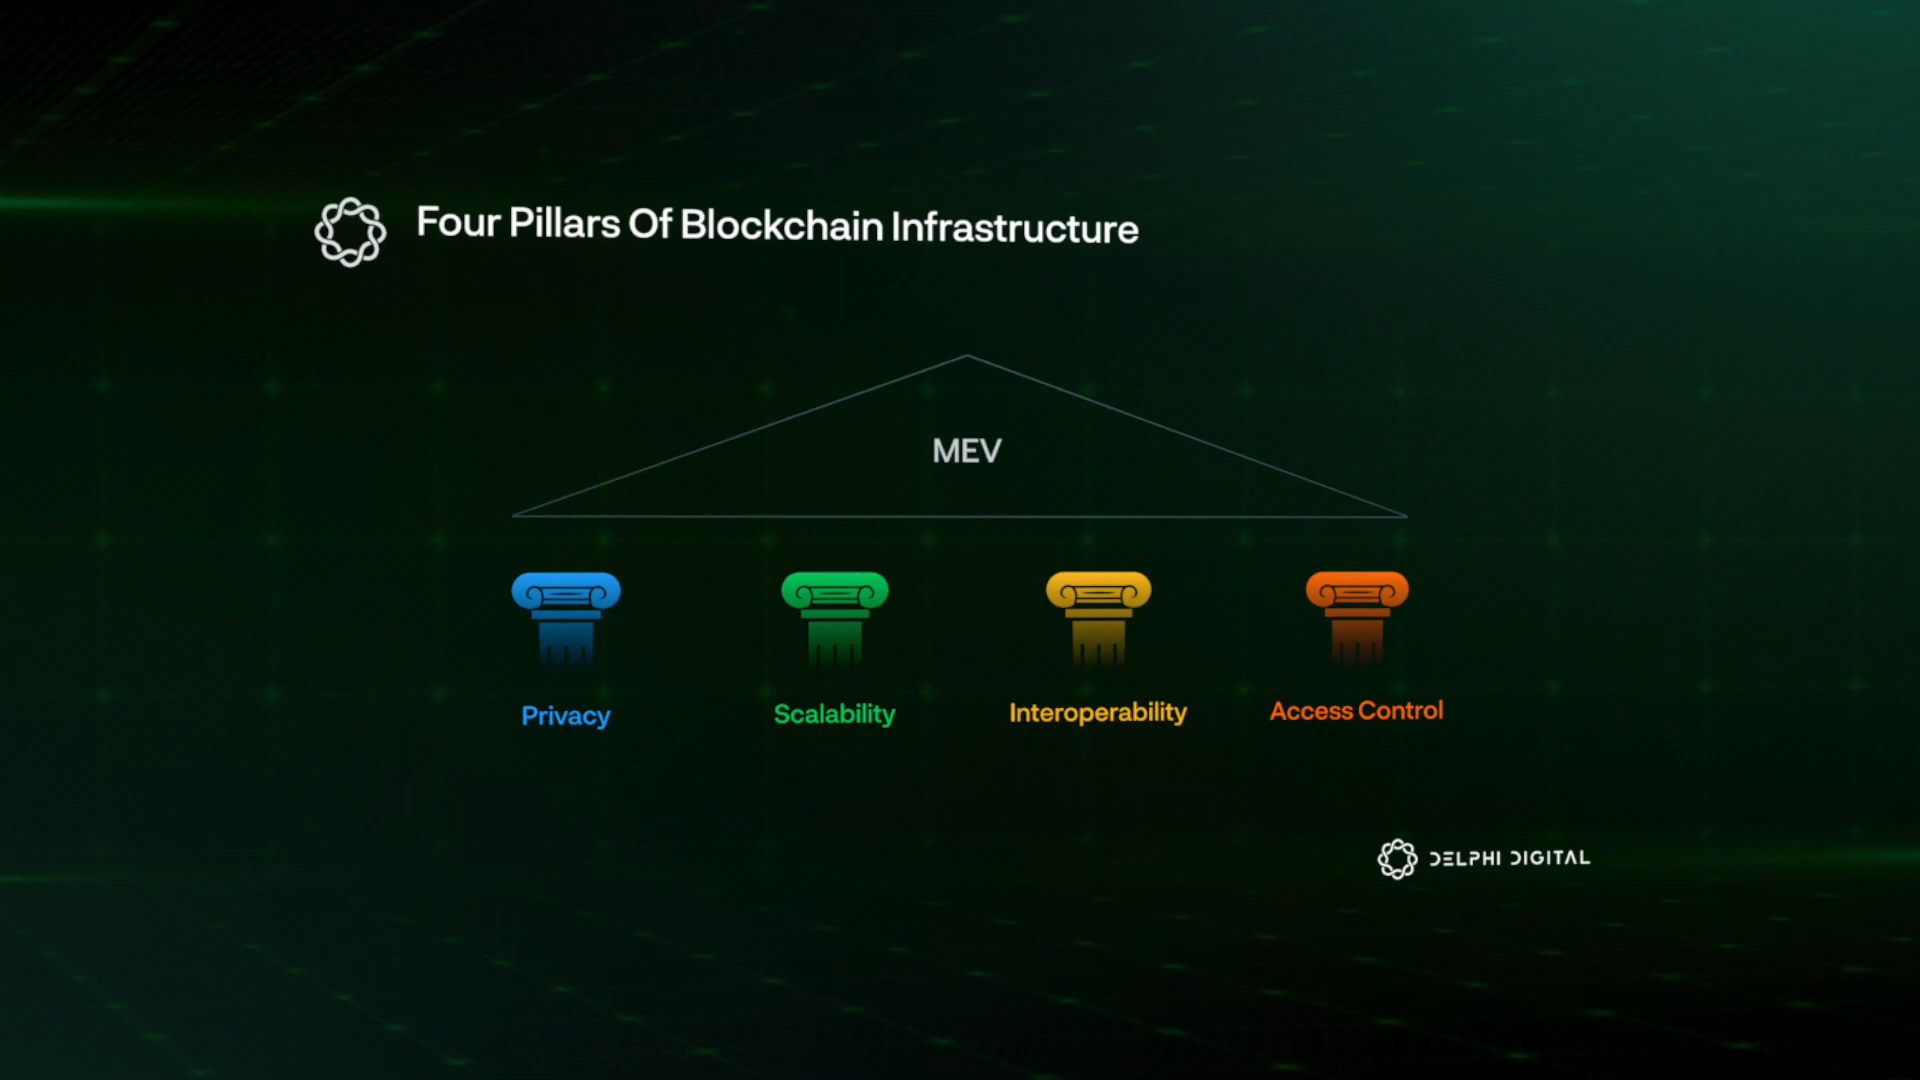 Four Pillars Of Blockchain Infrastructure
MEV
Privacy
Scalability
Interoperability
Access Control
DELPHI DIGITAL